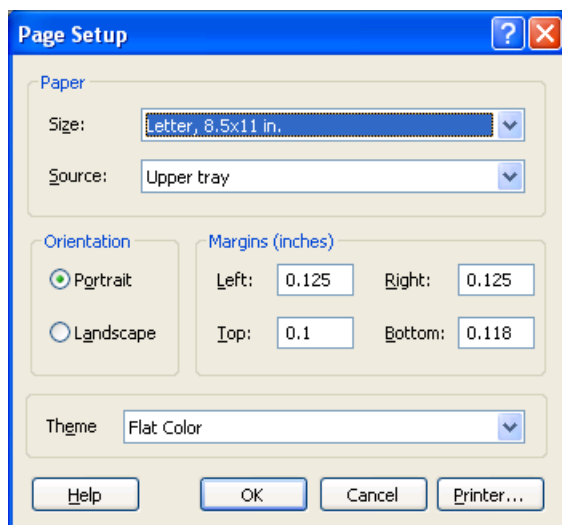 Page Setup
Paper
Size: Letter, 8.5x11 in.
Source: Upper tray
Orientation Margins (inches)
Portrait Left: 0.125 Right: 0.125
Landscape Top: 0.1 Bottom: 0.118
Theme Flat Color
Help OK Cancel Printer...